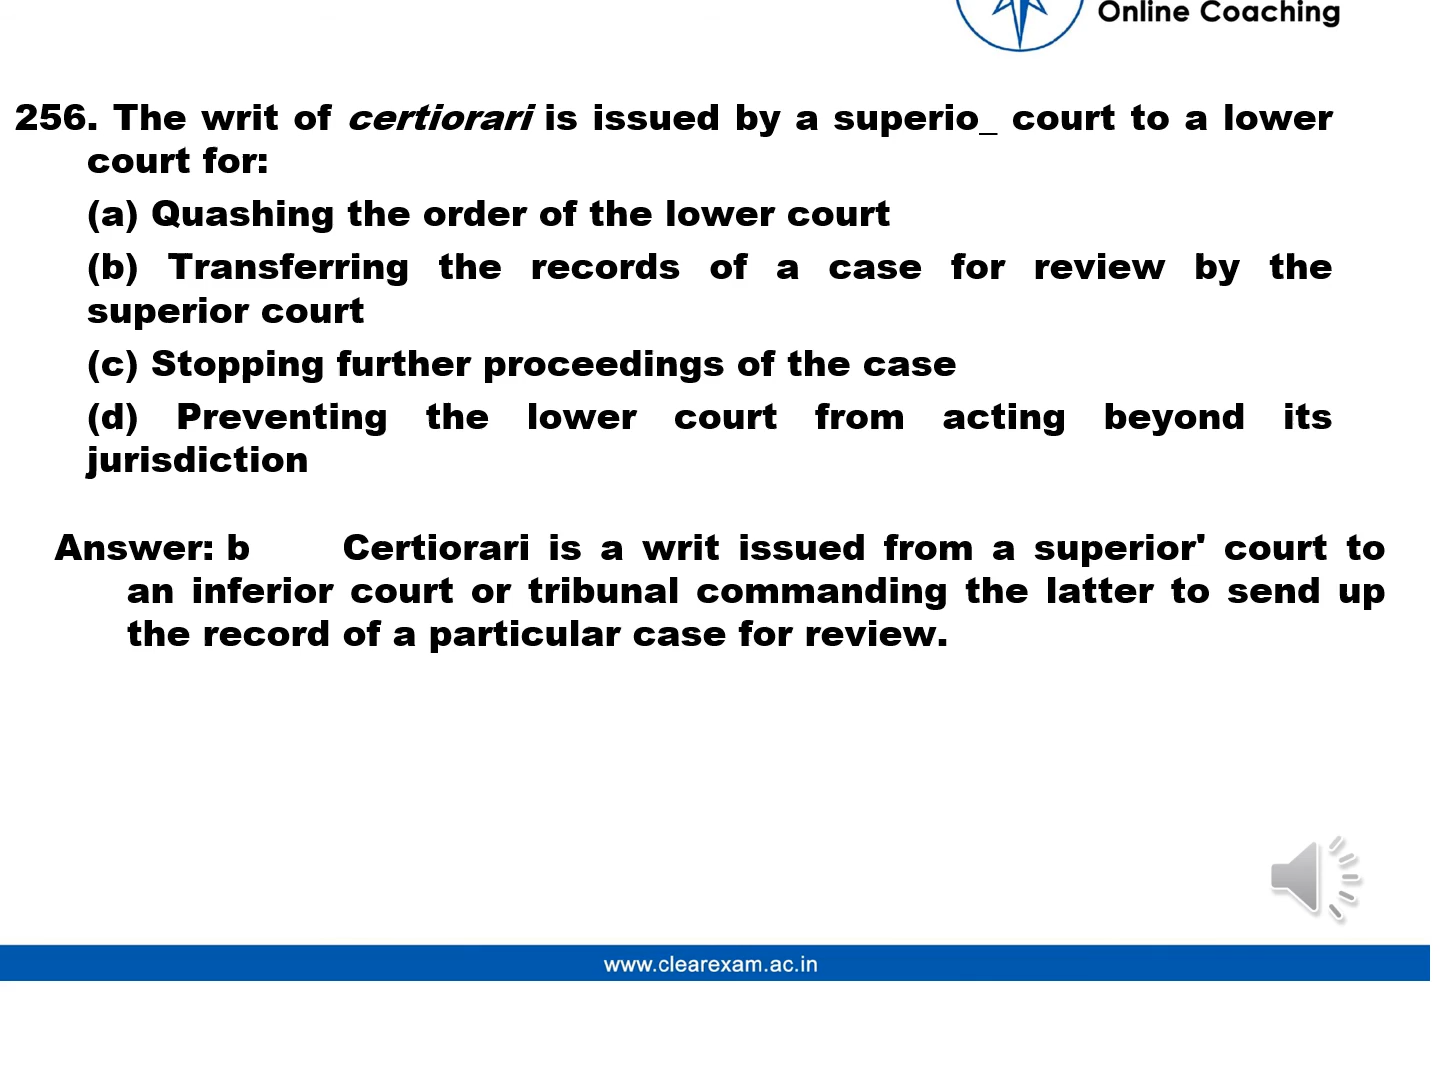 Online Coaching
256. The writ of certiorari is issued by a superio_ court to a lower
court for:
(a) Quashing the order of the lower court
(b) Transferring the records of a case for review by the
superior court
(c) Stopping further proceedings of the case
(d) Preventing the lower court from acting beyond its
jurisdiction
Answer: b Certiorari is a writ issued from a superior' court to
an inferior court or tribunal commanding the latter to send up
the record of a particular case for review.
www.clearexam.ac.in